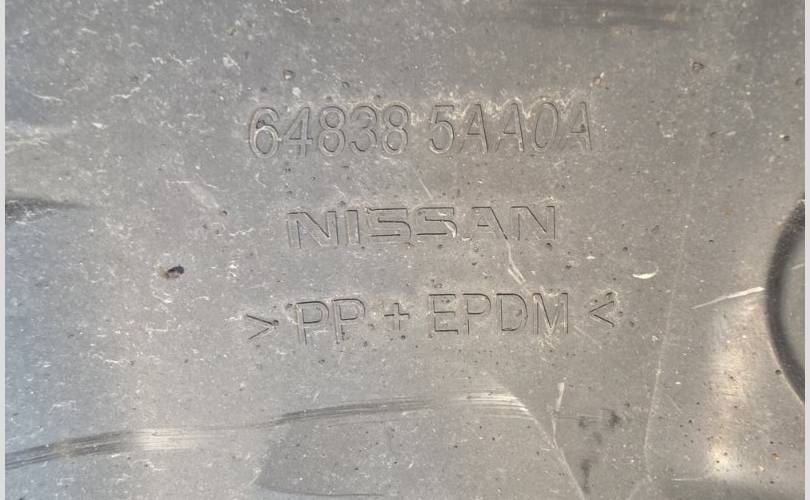 64838 5AA0A
NISSAN
> PP + EPDM <